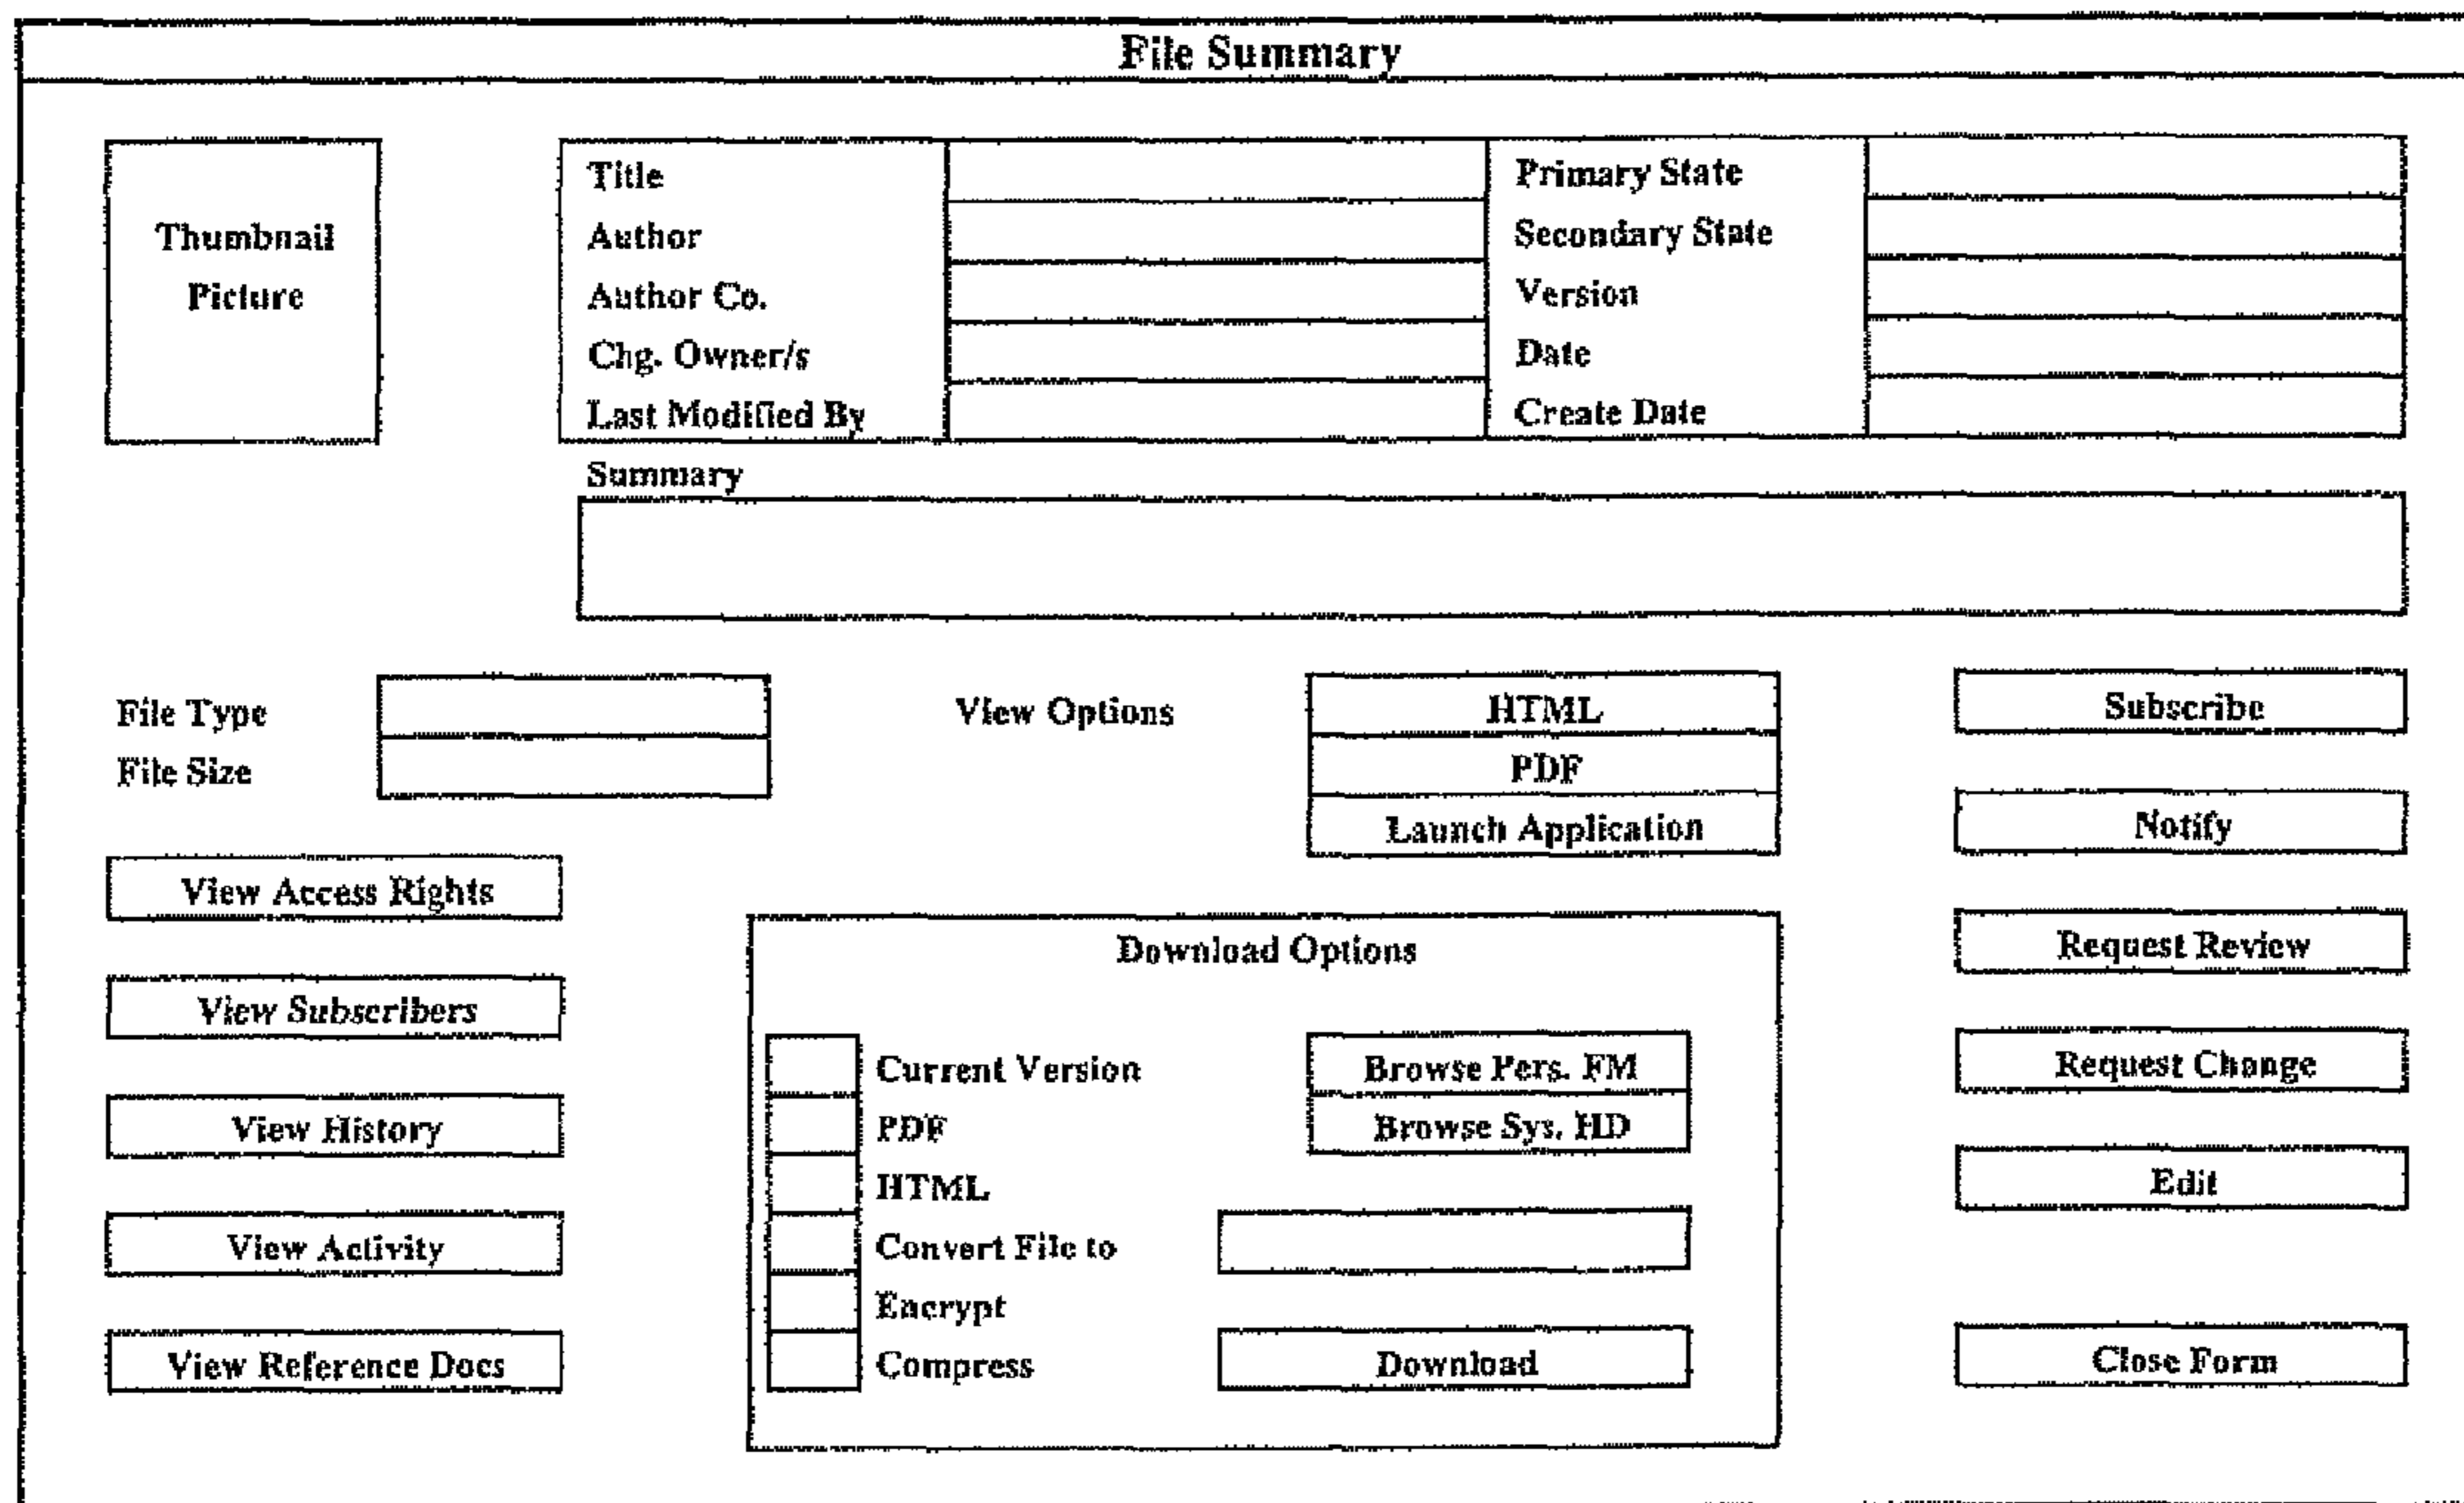 File Summary
Thumbnail
Picture
Title
Author
Author Co.
Chg. Owner/s
Last Modified By
Primary State
Secondary State
Version
Date
Create Date
Summary
File Type
File Size
View Options
HTML
PDF
Launch Application
Subscribe
Notify
Request Review
Request Change
Edit
Close Form
View Access Rights
View Subscribers
View History
View Activity
View Reference Docs
Download Options
Current Version
PDF
HTML
Convert File to
Encrypt
Compress
Browse Pers. FM
Browse Sys. HD
Download